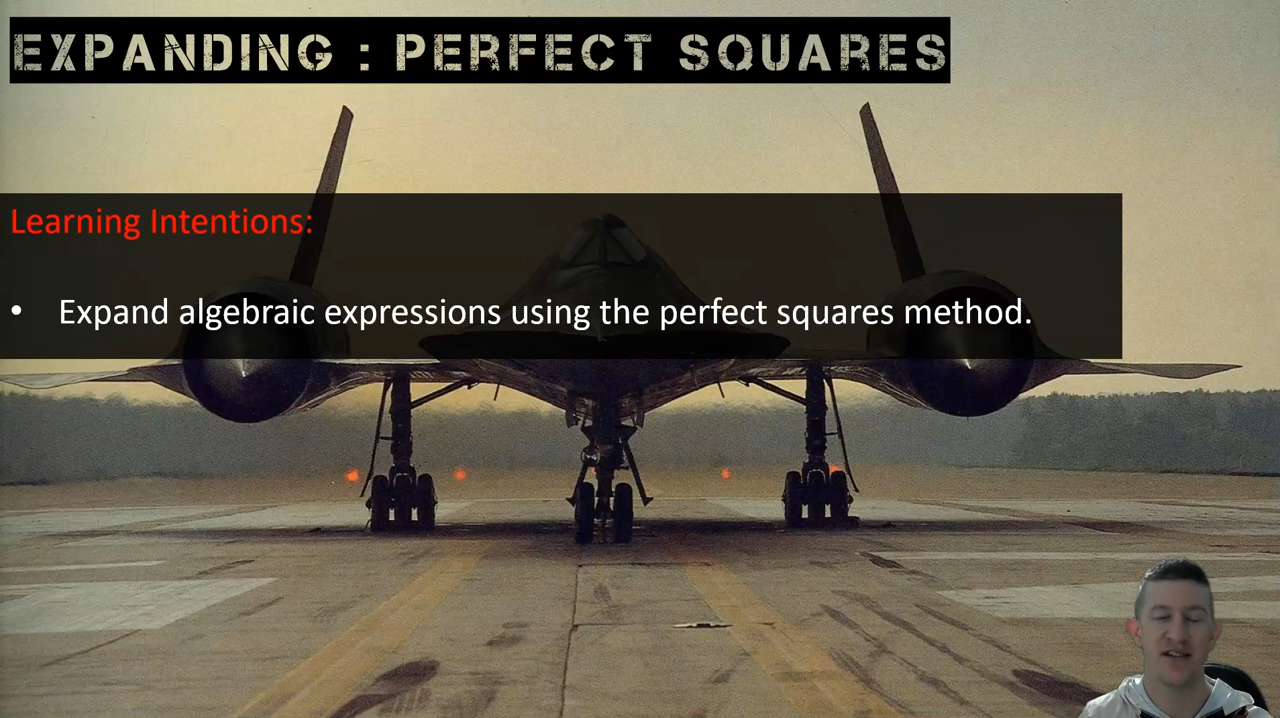 EXPANDING : PERFECT SQUARES
Learning Intentions:
• Expand algebraic expressions using the perfect squares method.